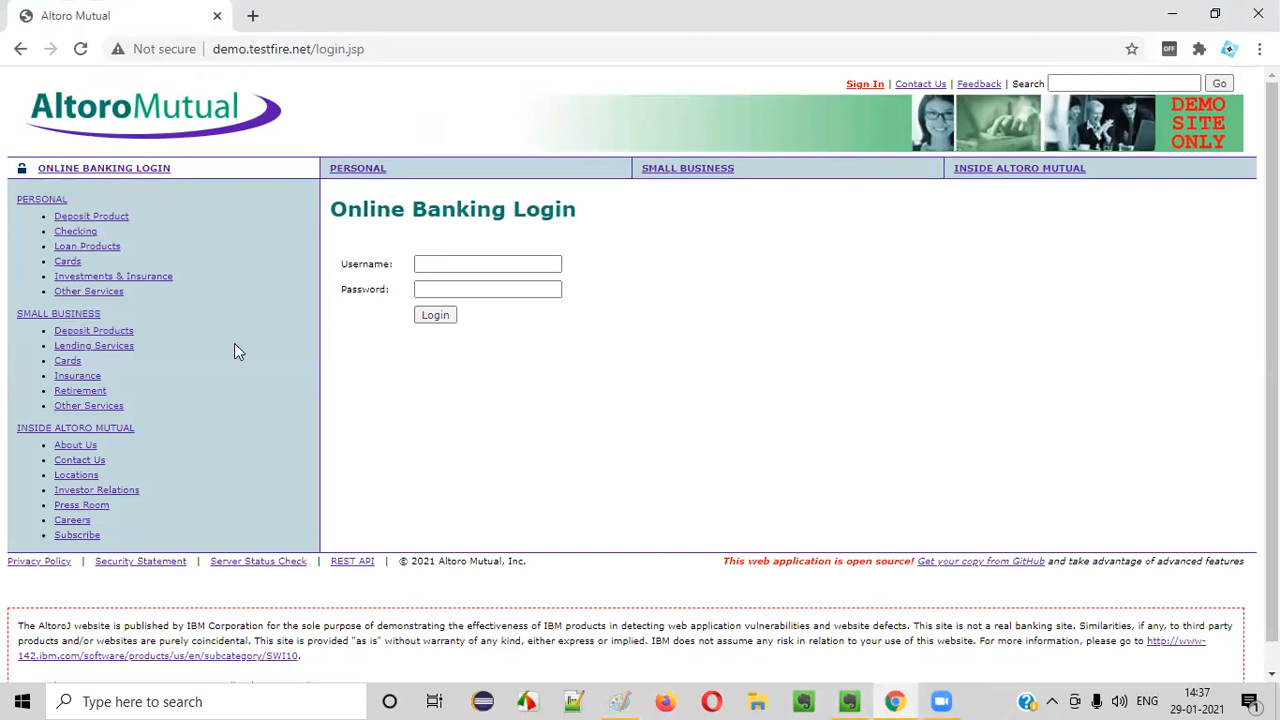 Altoro Mutual
Not secure | demo.testfire.net/login.jsp
OFF
Sign In | Contact Us | Feedback | Search Go
AltoroMutual
DEMO
SITE
ONLY
ONLINE BANKING LOGIN
PERSONAL
SMALL BUSINESS
INSIDE ALTORO MUTUAL
PERSONAL
Deposit Product
Checking
Loan Products
Cards
Investments & Insurance
Other Services
SMALL BUSINESS
Deposit Products
Lending Services
Cards
Insurance
Retirement
Other Services
INSIDE ALTORO MUTUAL
About Us
Contact Us
Locations
Investor Relations
Press Room
Careers
Subscribe
Online Banking Login
Username:
Password:
Login
Privacy Policy | Security Statement | Server Status Check | REST API | © 2021 Altoro Mutual, Inc.
This web application is open source! Get your copy from GitHub and take advantage of advanced features
The AltoroJ website is published by IBM Corporation for the sole purpose of demonstrating the effectiveness of IBM products in detecting web application vulnerabilities and website defects. This site is not a real banking site. Similarities, if any, to third party
products and/or websites are purely coincidental. This site is provided "as is" without warranty of any kind, either express or implied. IBM does not assume any risk in relation to your use of this website. For more information, please go to http://www-
142.ibm.com/software/products/us/en/subcategory/SWI10.
Type here to search
ENG
14:37
29-01-2021